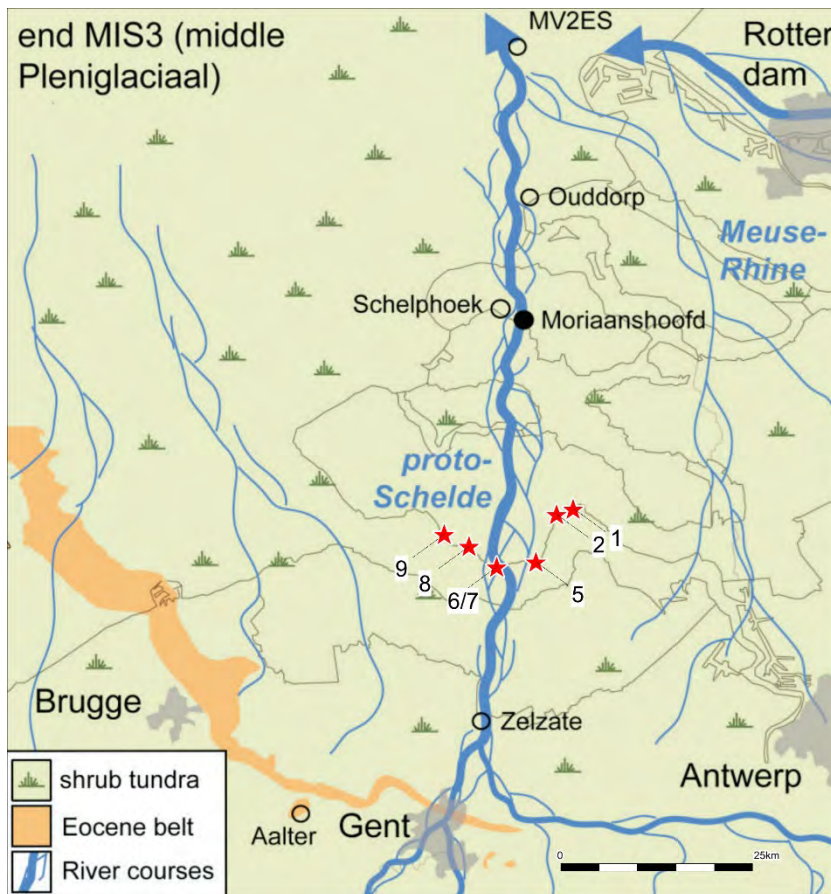 end MIS3 (middle
Pleniglaciaal)
MV2ES
Rotter
dam
Ouddorp
Meuse-
Rhine
Schelphoek
Moriaanshoofd
proto-
Schelde
1
2
9
8
6/7
5
Brugge
Zelzate
Antwerp
shrub tundra
Eocene belt
River courses
Aalter
Gent
0
25km